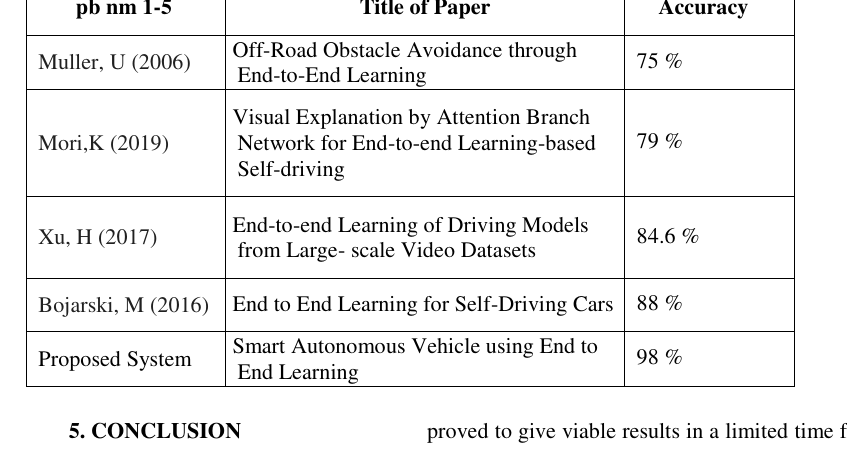 pb nm 1-5 Title of Paper Accuracy
Muller, U (2006) Off-Road Obstacle Avoidance through
End-to-End Learning 75 %
Mori,K (2019) Visual Explanation by Attention Branch
Network for End-to-end Learning-based
Self-driving 79 %
Xu, H (2017) End-to-end Learning of Driving Models
from Large- scale Video Datasets 84.6 %
Bojarski, M (2016) End to End Learning for Self-Driving Cars 88 %
Proposed System Smart Autonomous Vehicle using End to
End Learning 98 %
5. CONCLUSION
proved to give viable results in a limited time f